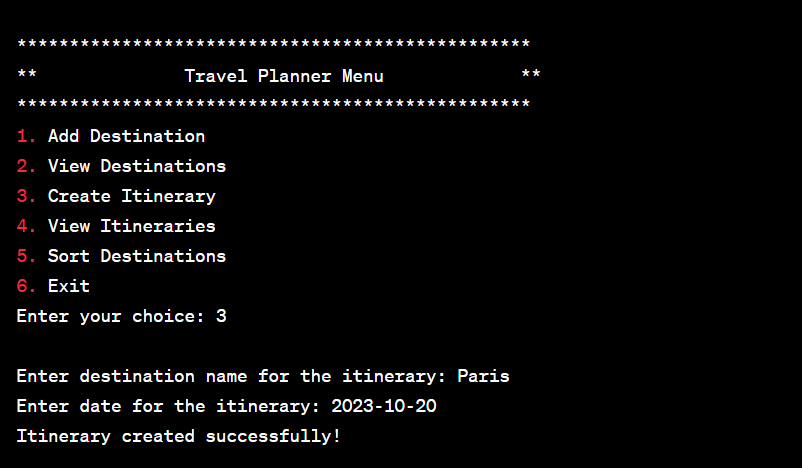 *************************************************
**              Travel Planner Menu             **
*************************************************
1. Add Destination
2. View Destinations
3. Create Itinerary
4. View Itineraries
5. Sort Destinations
6. Exit
Enter your choice: 3
Enter destination name for the itinerary: Paris
Enter date for the itinerary: 2023-10-20
Itinerary created successfully!